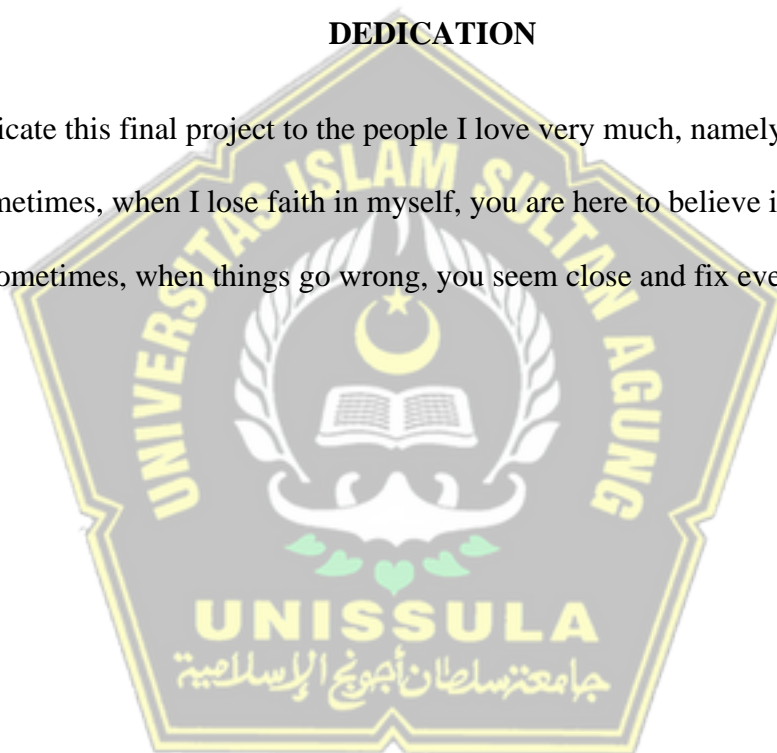 DEDICATION
icate this final project to the people I love very much, namely
metimes, when I lose faith in myself, you are here to believe i
ometimes, when things go wrong, you seem close and fix eve
UNIVERSITAS ISLAM SULTAN AGUNG
UNISSULA
جامعتنسلطان أجونج الإسلامية